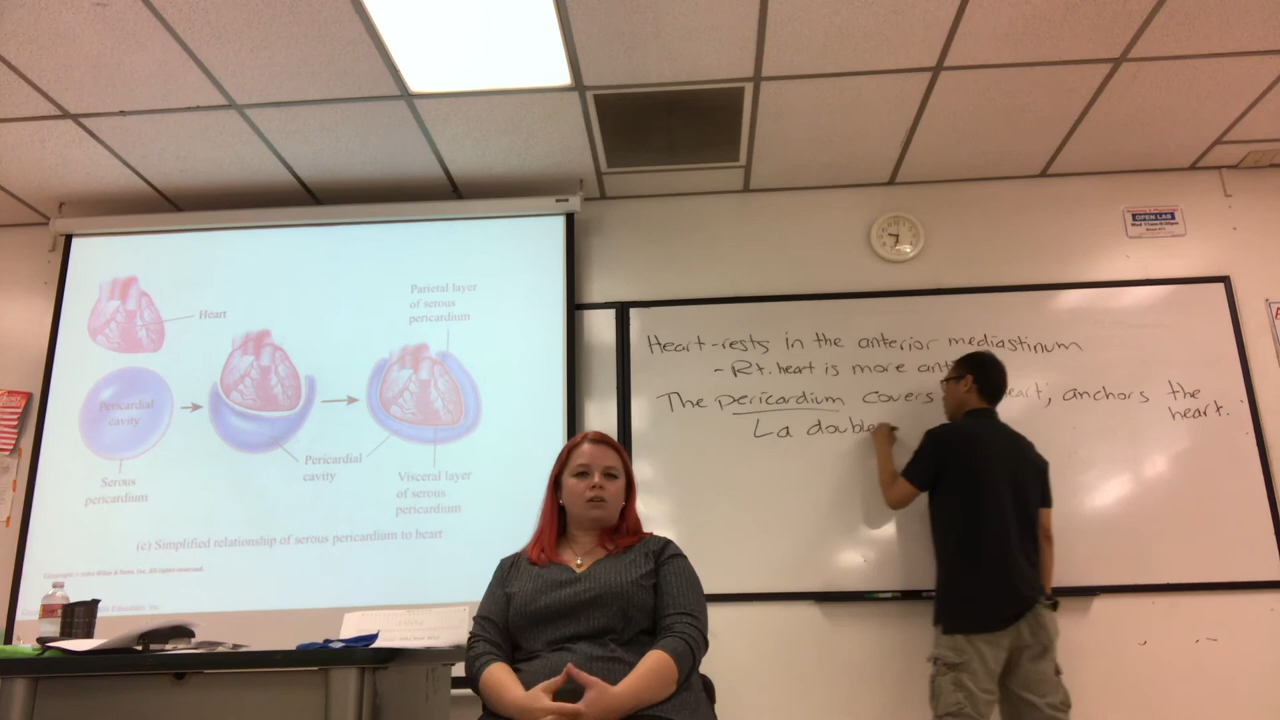 Heart
Parietal layer
of serous
pericardium
Pericardial
cavity
Serous
pericardium
Pericardial
cavity
Visceral layer
of serous
pericardium
(c) Simplified relationship of serous pericardium to heart
Heart-rests in the anterior mediastinum
- Rt. heart is more ant
The pericardium covers heart; anchors the
heart.
La double
OPEN LAB